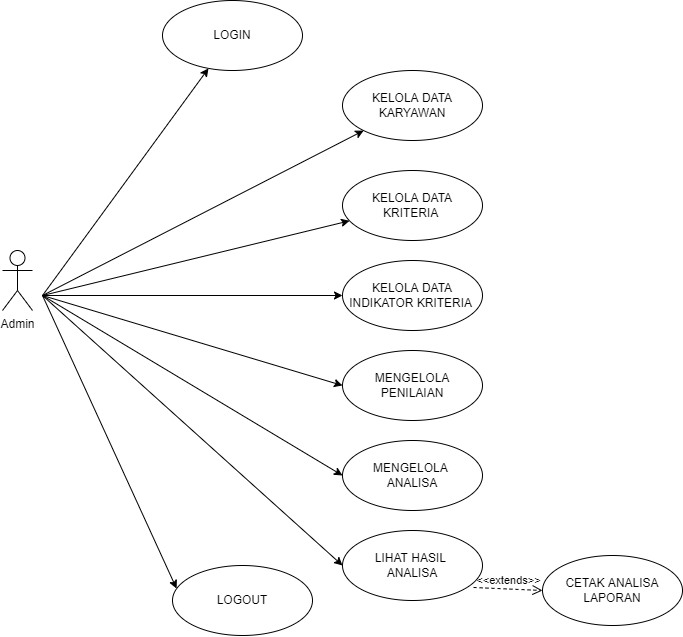 LOGIN
KELOLA DATA
KARYAWAN
KELOLA DATA
KRITERIA
Admin
KELOLA DATA
INDIKATOR KRITERIA
MENGELOLA
PENILAIAN
MENGELOLA
ANALISA
LIHAT HASIL
ANALISA
<<extends>>
CETAK ANALISA
LAPORAN
LOGOUT